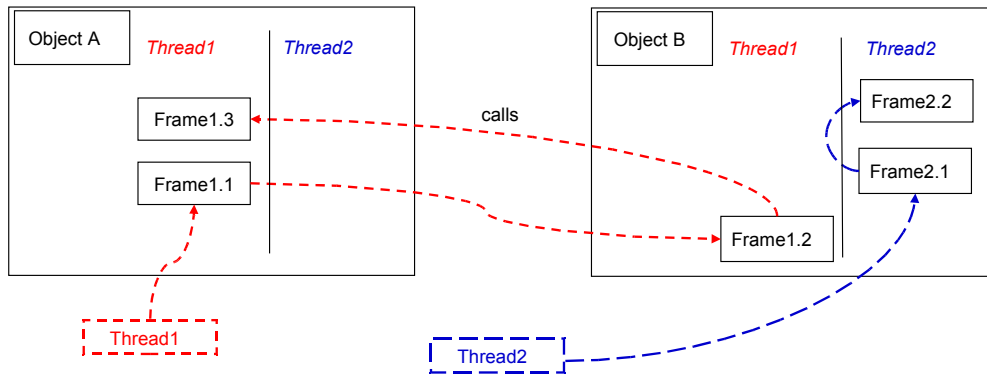 Object A
Thread1
Thread2
Frame1.3
Frame1.1
Thread1
calls
Object B
Thread1
Thread2
Frame2.2
Frame2.1
Frame1.2
Thread2